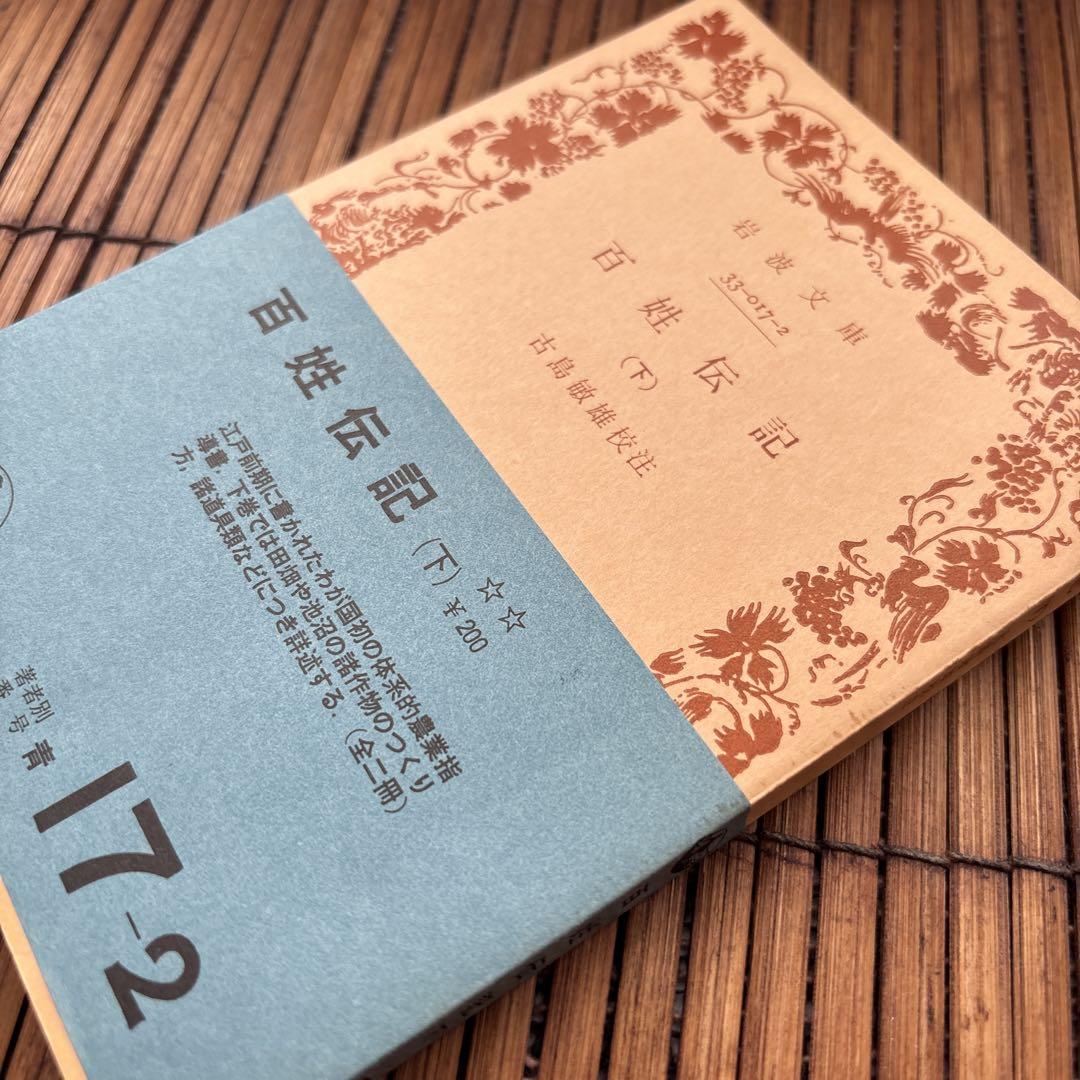 岩波文庫
33-017-2
百姓伝記
(下)
古島敏雄校注
百姓伝記(下)
☆☆
¥200
江戸前期に書かれたわが国初の体系的農業指
導書．下巻では田畑や池沼の諸作物のつくり
方，諸道具類などにつき詳述する．(全二冊)
著者別
番号
青
17-2